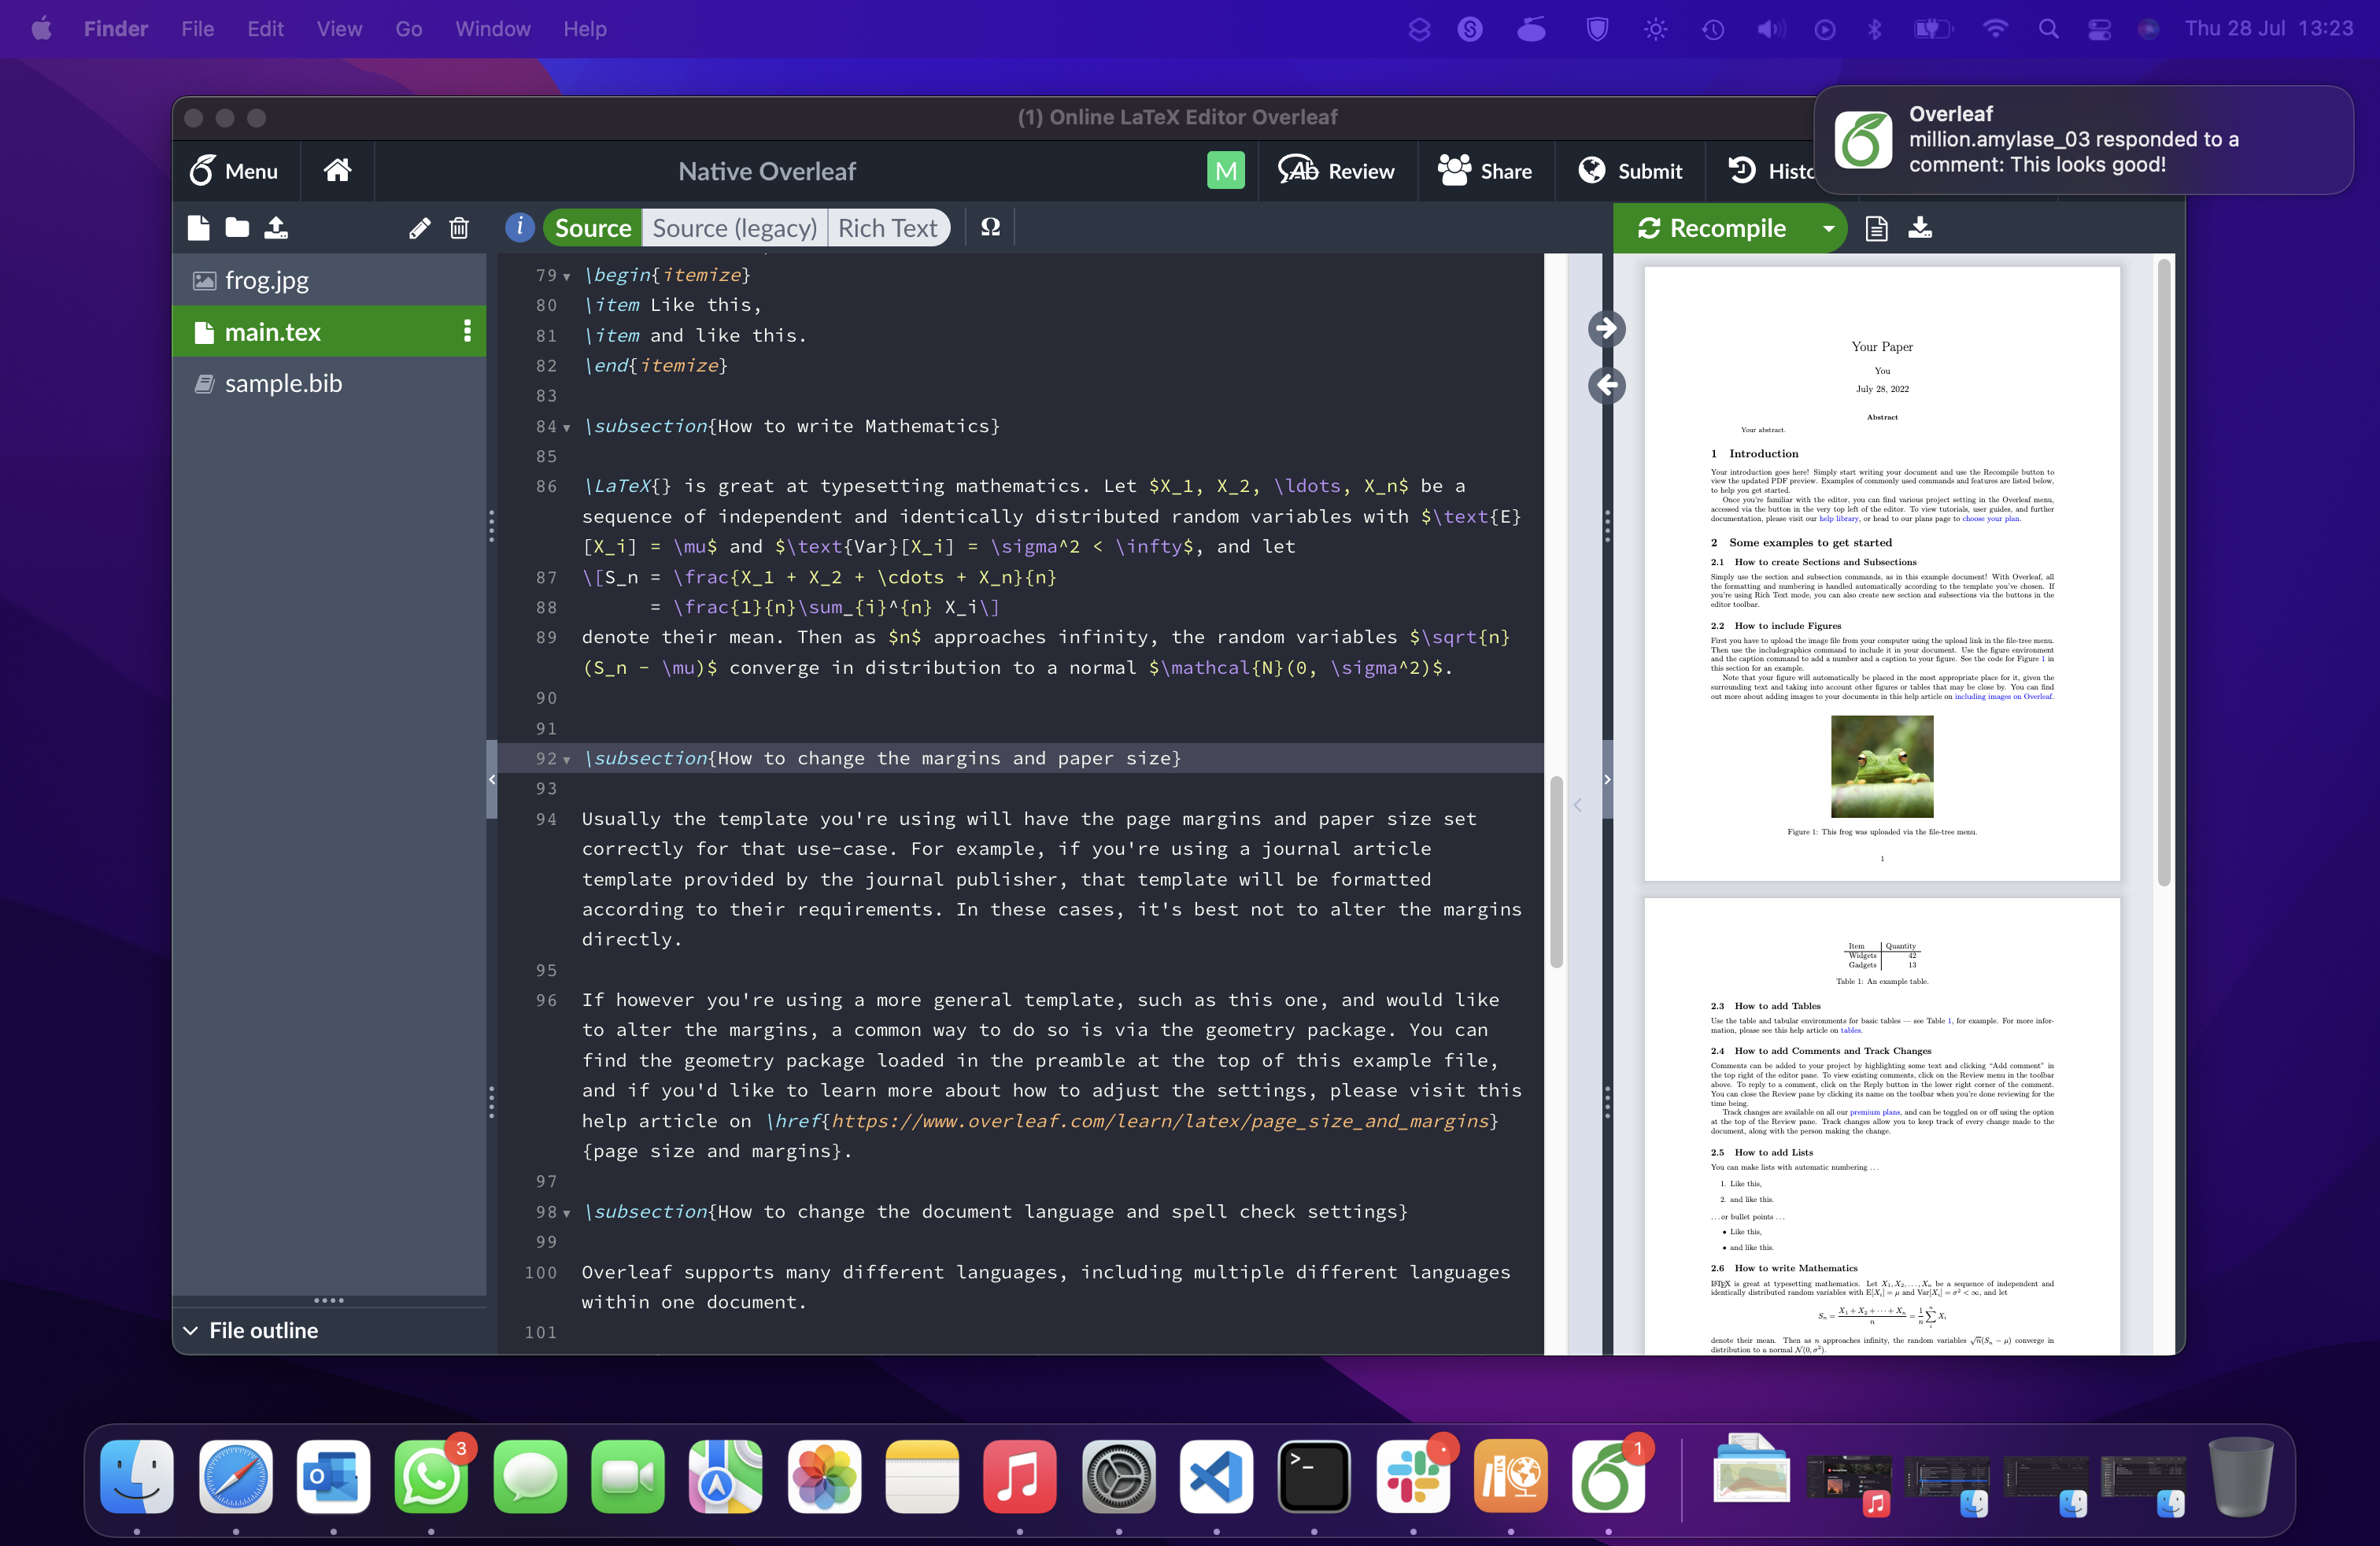 Finder File Edit View Go Window Help Thu 28 Jul 13:23
(1) Online LaTeX Editor Overleaf
Overleaf
million.amylase_03 responded to a
comment: This looks good!
Menu Native Overleaf M Review Share Submit Histo
i Source Source (legacy) Rich Text Ω Recompile
frog.jpg
main.tex
sample.bib
File outline
79 \begin{itemize}
80 \item Like this,
81 \item and like this.
82 \end{itemize}
83
84 \subsection{How to write Mathematics}
85
86 \LaTeX{} is great at typesetting mathematics. Let $X_1, X_2, \ldots, X_n$ be a
sequence of independent and identically distributed random variables with $\text{E}
[X_i] = \mu$ and $\text{Var}[X_i] = \sigma^2 < \infty$, and let
87 \[S_n = \frac{X_1 + X_2 + \cdots + X_n}{n}
88 = \frac{1}{n}\sum_{i}^{n} X_i\]
89 denote their mean. Then as $n$ approaches infinity, the random variables $\sqrt{n}
(S_n - \mu)$ converge in distribution to a normal $\mathcal{N}(0, \sigma^2)$.
90
91
92 \subsection{How to change the margins and paper size}
93
94 Usually the template you're using will have the page margins and paper size set
correctly for that use-case. For example, if you're using a journal article
template provided by the journal publisher, that template will be formatted
according to their requirements. In these cases, it's best not to alter the margins
directly.
95
96 If however you're using a more general template, such as this one, and would like
to alter the margins, a common way to do so is via the geometry package. You can
find the geometry package loaded in the preamble at the top of this example file,
and if you'd like to learn more about how to adjust the settings, please visit this
help article on \href{https://www.overleaf.com/learn/latex/page_size_and_margins}
{page size and margins}.
97
98 \subsection{How to change the document language and spell check settings}
99
100 Overleaf supports many different languages, including multiple different languages
within one document.
101
Your Paper
You
July 28, 2022
Abstract
Your abstract.
1 Introduction
Your introduction goes here! Simply start writing your document and use the Recompile button to
view the updated PDF preview. Examples of commonly used commands and features are listed below,
to help you get started.
Once you're familiar with the editor, you can find various project setting in the Overleaf menu,
accessed via the button in the very top left of the editor. To view tutorials, user guides, and further
documentation, please visit our help library, or head to our plans page to choose your plan.
2 Some examples to get started
2.1 How to create Sections and Subsections
Simply use the section and subsection commands, as in this example document! With Overleaf, all
the formatting and numbering is handled automatically according to the template you've chosen. If
you're using Rich Text mode, you can also create new section and subsections via the buttons in the
editor toolbar.
2.2 How to include Figures
First you have to upload the image file from your computer using the upload link in the file-tree menu.
Then use the includegraphics command to include it in your document. Use the figure environment
and the caption command to add a number and a caption to your figure. See the code for Figure 1 in
this section for an example.
Note that your figure will automatically be placed in the most appropriate place for it, given the
surrounding text and taking into account other figures or tables that may be close by. You can find
out more about adding images to your documents in this help article on including images on Overleaf.
Figure 1: This frog was uploaded via the file-tree menu.
1
Item Quantity
Widgets 42
Gadgets 13
Table 1: An example table.
2.3 How to add Tables
Use the table and tabular environments for basic tables — see Table 1, for example. For more infor-
mation, please see this help article on tables.
2.4 How to add Comments and Track Changes
Comments can be added to your project by highlighting some text and clicking “Add comment” in
the top right of the editor pane. To view existing comments, click on the Review menu in the toolbar
above. To reply to a comment, click on the Reply button in the lower right corner of the comment.
You can close the Review pane by clicking its name on the toolbar when you're done reviewing for the
time being.
Track changes are available on all our premium plans, and can be toggled on or off using the option
at the top of the Review pane. Track changes allow you to keep track of every change made to the
document, along with the person making the change.
2.5 How to add Lists
You can make lists with automatic numbering ...
1. Like this,
2. and like this.
...or bullet points ...
• Like this,
• and like this.
2.6 How to write Mathematics
LaTeX is great at typesetting mathematics. Let X₁, X₂, ..., Xₙ be a sequence of independent and
identically distributed random variables with E[Xᵢ] = μ and Var[Xᵢ] = σ² < ∞, and let
Sₙ = (X₁ + X₂ + ··· + Xₙ)/n = 1/n ∑ᵢⁿ Xᵢ
denote their mean. Then as n approaches infinity, the random variables √n(Sₙ − μ) converge in
distribution to a normal N(0, σ²).
3 1